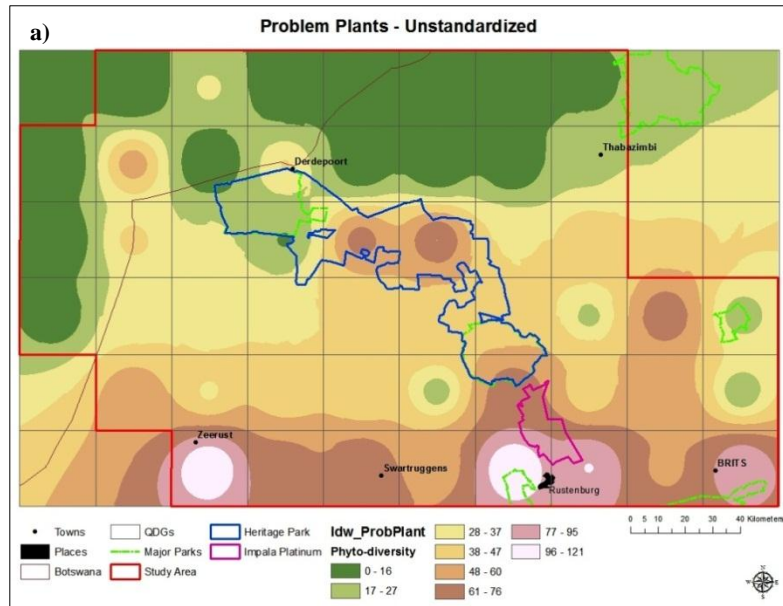 a)
Problem Plants - Unstandardized
Thabazimbi
Derdepoort
Zeerust
Swartruggens
BRITS
Rustenburg
Towns
Places
Botswana
QDGs
Major Parks
Study Area
Heritage Park
Impala Platinum
Idw_ProbPlant
Phyto-diversity
0 - 16
17 - 27
28 - 37
38 - 47
48 - 60
61 - 76
77 - 95
96 - 121
0 5 10 20 30 40 Kilometers